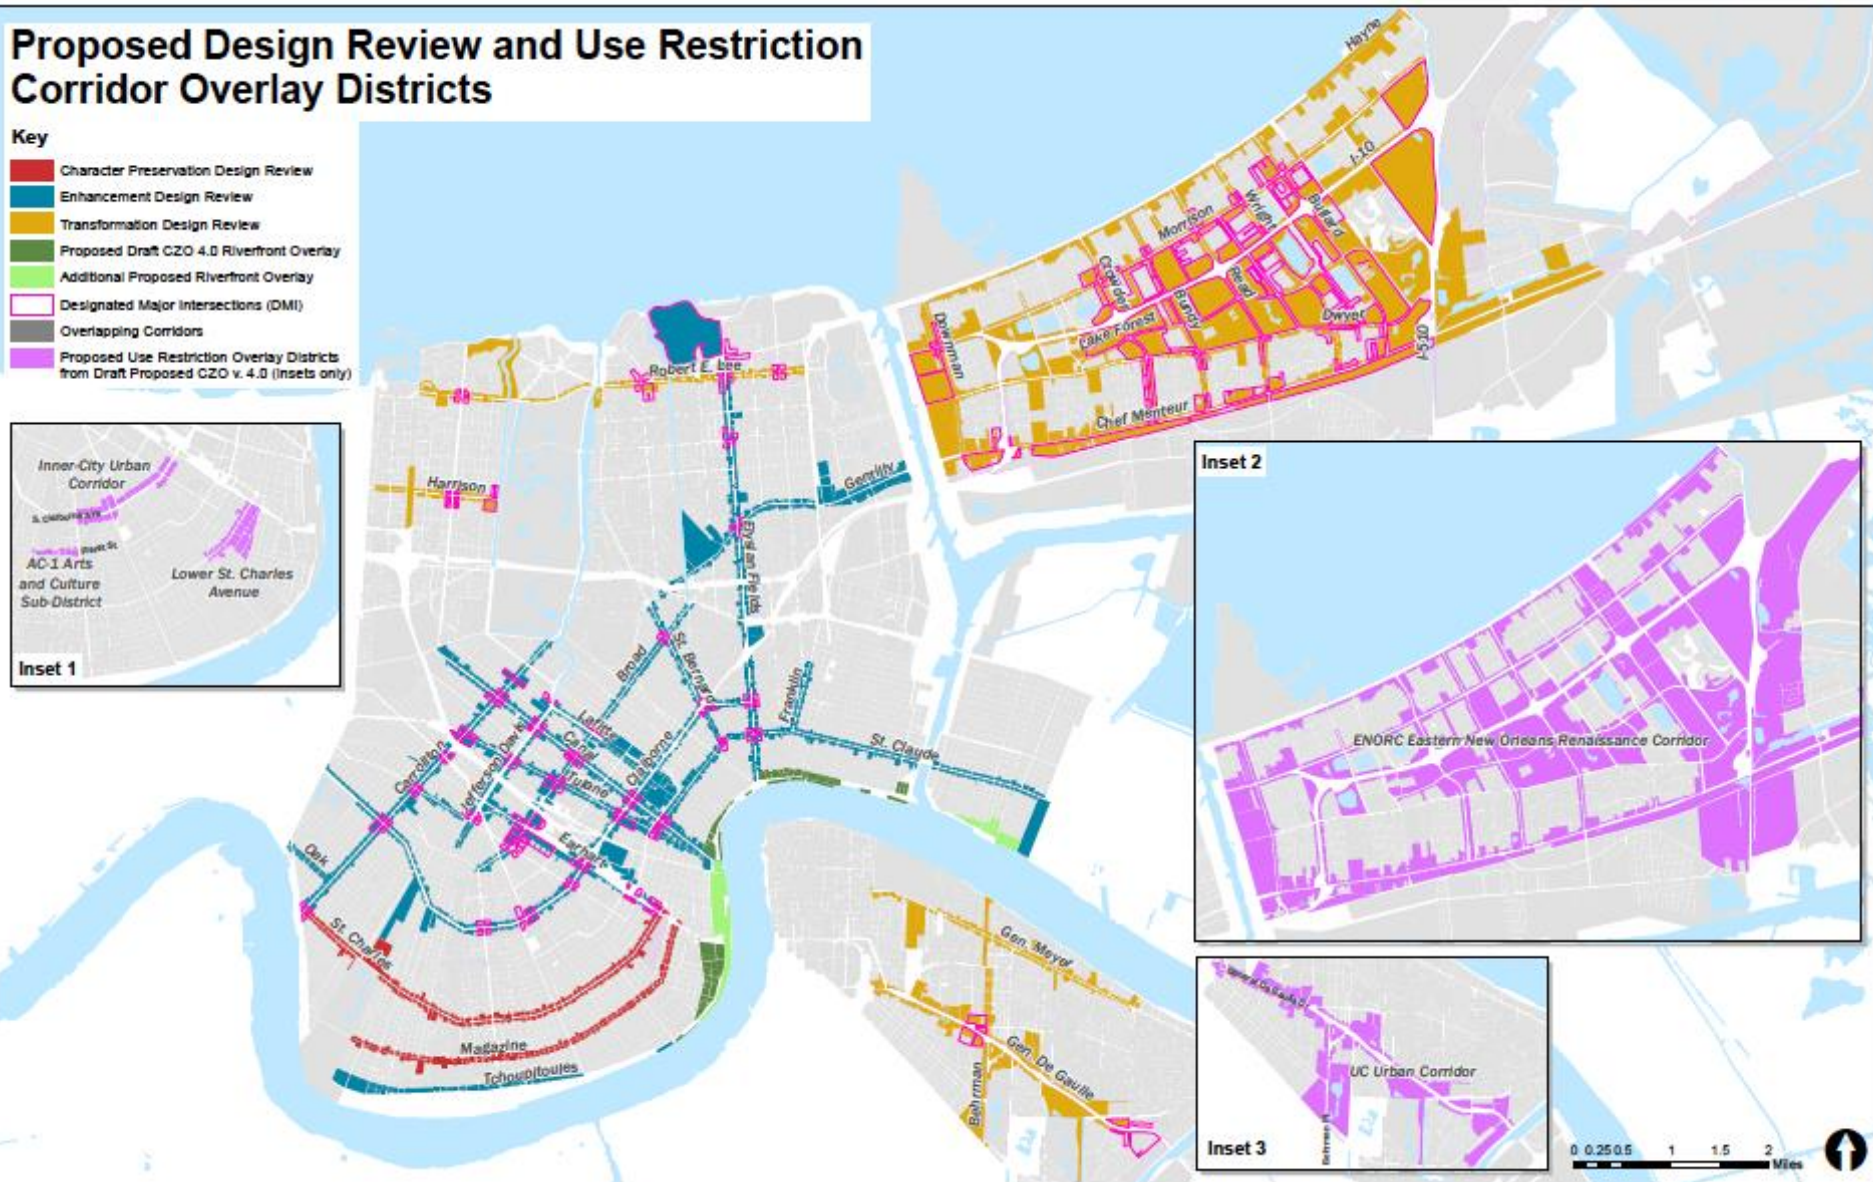 Proposed Design Review and Use Restriction
Corridor Overlay Districts
Key
Character Preservation Design Review
Enhancement Design Review
Transformation Design Review
Proposed Draft CZO 4.0 Riverfront Overlay
Additional Proposed Riverfront Overlay
Designated Major Intersections (DMI)
Overlapping Corridors
Proposed Use Restriction Overlay Districts
from Draft Proposed CZO v. 4.0 (Insets only)
Hayne
I-10
Morrison
Wright
Bullard
Crowder
Bundy
Read
Lake Forest
Dwyer
Downman
I-510
Chef Menteur
Robert E. Lee
Harrison
Gentilly
Elysian Fields
Broad
St. Bernard
Franklin
St. Claude
Lafitte
Canal
Tulane
Claiborne
Jefferson Davis
Carrollton
Earhart
Oak
St. Charles
Magazine
Tchoupitoulas
Gen. Meyer
Gen. De Gaulle
Behrman
Inner-City Urban
Corridor
S. Claiborne Ave
AC-1 Arts
and Culture
Sub-District
Lower St. Charles
Avenue
Inset 1
Inset 2
ENORC Eastern New Orleans Renaissance Corridor
UC Urban Corridor
Inset 3
0 0.25 0.5 1 1.5 2
Miles